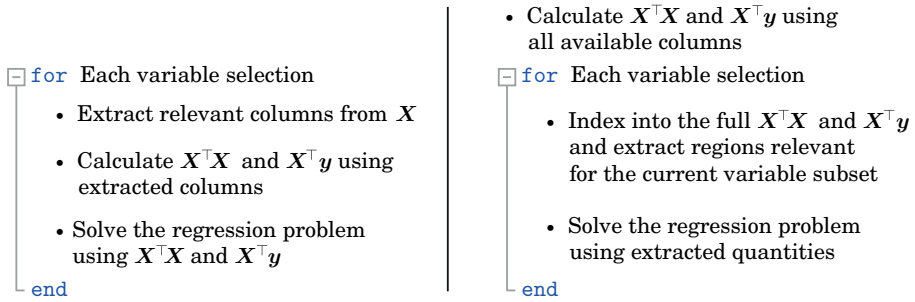 for Each variable selection
• Extract relevant columns from X
• Calculate X⊤X and X⊤y using
extracted columns
• Solve the regression problem
using X⊤X and X⊤y
end
• Calculate X⊤X and X⊤y using
all available columns
for Each variable selection
• Index into the full X⊤X and X⊤y
and extract regions relevant
for the current variable subset
• Solve the regression problem
using extracted quantities
end